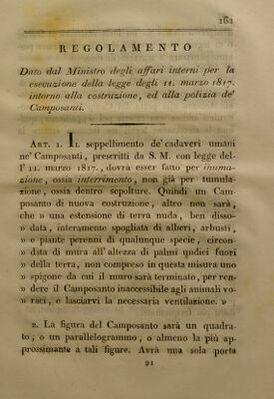 161
REGOLAMENTO
Dato dal Ministro degli affari interni per la
esecuzione della legge degli 11. marzo 1817.
intorno alla costruzione, ed alla polizia de'
Camposanti.
ART. 1. IL seppellimento de' cadaveri umani
ne' Camposanti, prescritti da S. M. con legge del-
l' 11. marzo 1817., dovrà esser fatto per inuma-
zione, ossia interrimento, non già per tumula-
zione, ossia dentro sepolture. Quindi un Cam-
posanto di nuova costruzione, altro non sarà,
che » una estensione di terra nuda, ben disso-
» data, interamente spogliata di alberi, arbusti,
» e piante perenni di qualunque specie, circon-
» data di mura all'altezza di palmi undici fuori
» della terra, non compreso in questa misura uno
» spigone da cui il muro sarà terminato, per ren-
» dere il Camposanto inaccessibile agli animali vo-
» raci, e lasciarvi la necessaria ventilazione. »
2. La figura del Camposanto sarà un quadra-
to, o un parallelogrammo, o almeno la più ap-
prossimante a tali figure. Avrà una sola porta
21